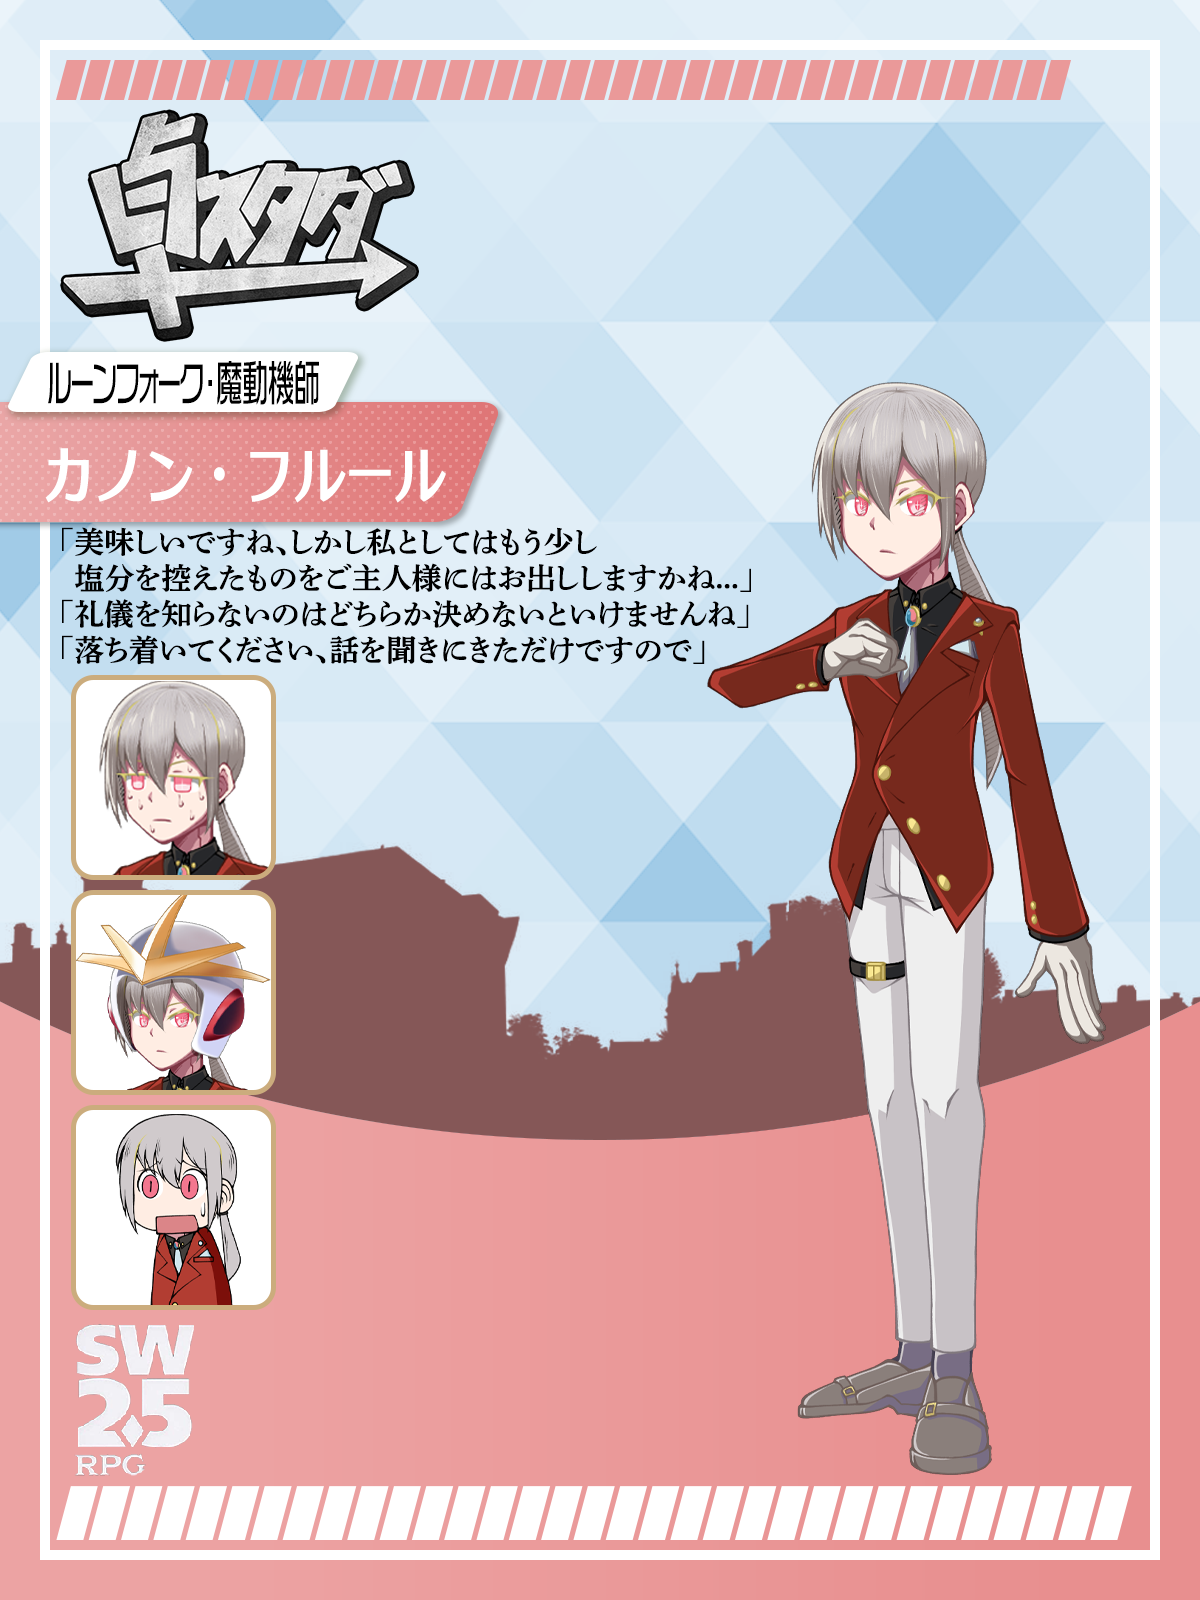 卓ラスタダ
ルーンフォーク・魔動機師
カノン・フルール
「美味しいですね、しかし私としてはもう少し
塩分を控えたものをご主人様にはお出ししますかね…」
「礼儀を知らないのはどちらか決めないといけませんね」
「落ち着いてください、話を聞きにきただけですので」
SW
2.5
RPG